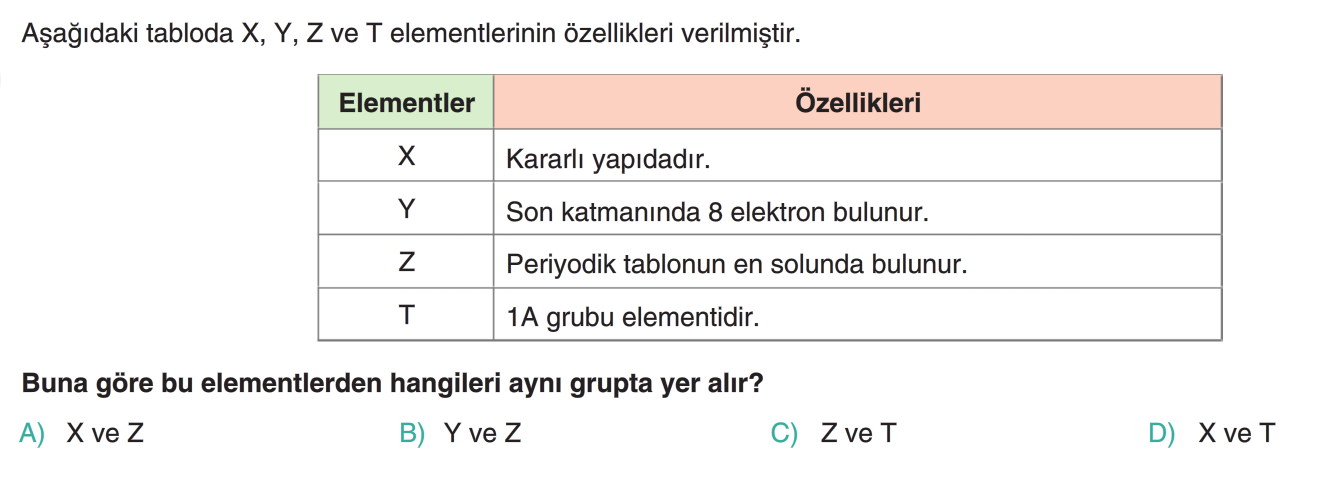 Aşağıdaki tabloda X, Y, Z ve T elementlerinin özellikleri verilmiştir.
Elementler Özellikleri
X Kararlı yapıdadır.
Y Son katmanında 8 elektron bulunur.
Z Periyodik tablonun en solunda bulunur.
T 1A grubu elementidir.
Buna göre bu elementlerden hangileri aynı grupta yer alır?
A) X ve Z B) Y ve Z C) Z ve T D) X ve T